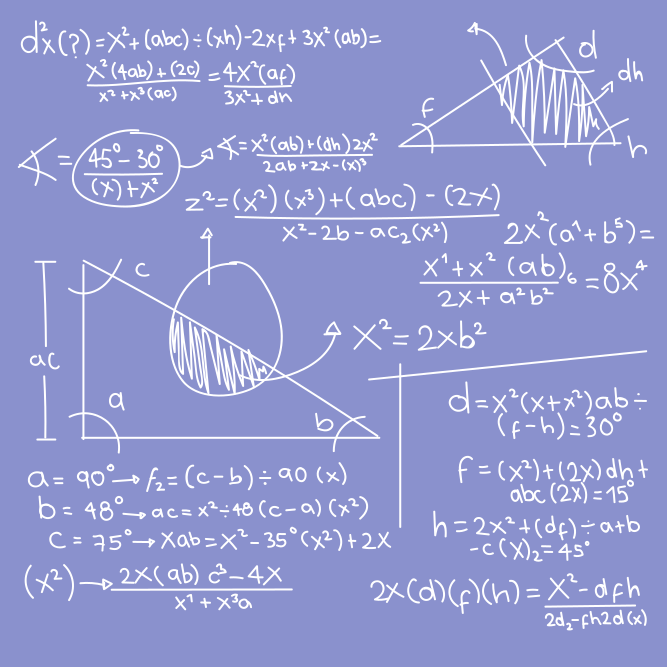 d²x(?)=x²+(abc)÷(xh)-2xf+3x²(ab)=
x²(4ab)+(2c) / x²+x³(ac) = 4x²(af) / 3x²+dh
d
dh
f
h
∢ = 45°-30° / (x)+x² → ∢ = x²(ab)+(dh)2x² / 2ab+2x-(x)³
z²= (x²)(x³)+(abc)-(2x) / x²-2b-ac₂(x²)
2x²(a¹+b⁵)=
x¹+x²(ab) / 2x+a²b² ₆ =8x⁴
c
ac
a
b
x²=2xb²
d=x²(x+x²)ab÷
(f-h)=30°
f=(x²)+(2x)dh+
abc(2x)=15°
h=2x²+(df)÷a+b
-c(x)₂=45°
a= 90°→f₂=(c-b)÷90(x)
b= 48°→ac=x²÷48(c-a)(x²)
c= 75°→xab=x²-35°(x²)+2x
(x²)→ 2x(ab)c³-4x / x¹+x³a
2x(d)(f)(h)= x²-dfh / 2d₂-fh2d(x)